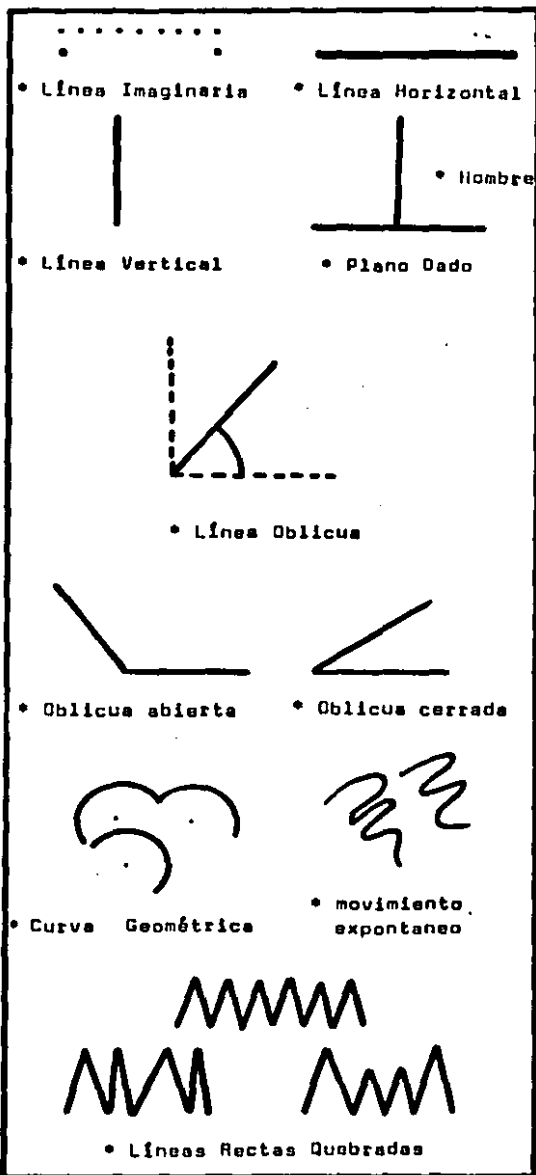 * Línea Imaginaria
* Línea Horizontal
* Hombre
* Línea Vertical
* Plano Dado
* Línea Oblicua
* Oblicua abierta
* Oblicua cerrada
* Curva Geométrica
* movimiento
expontaneo
* Líneas Rectas Quebradas